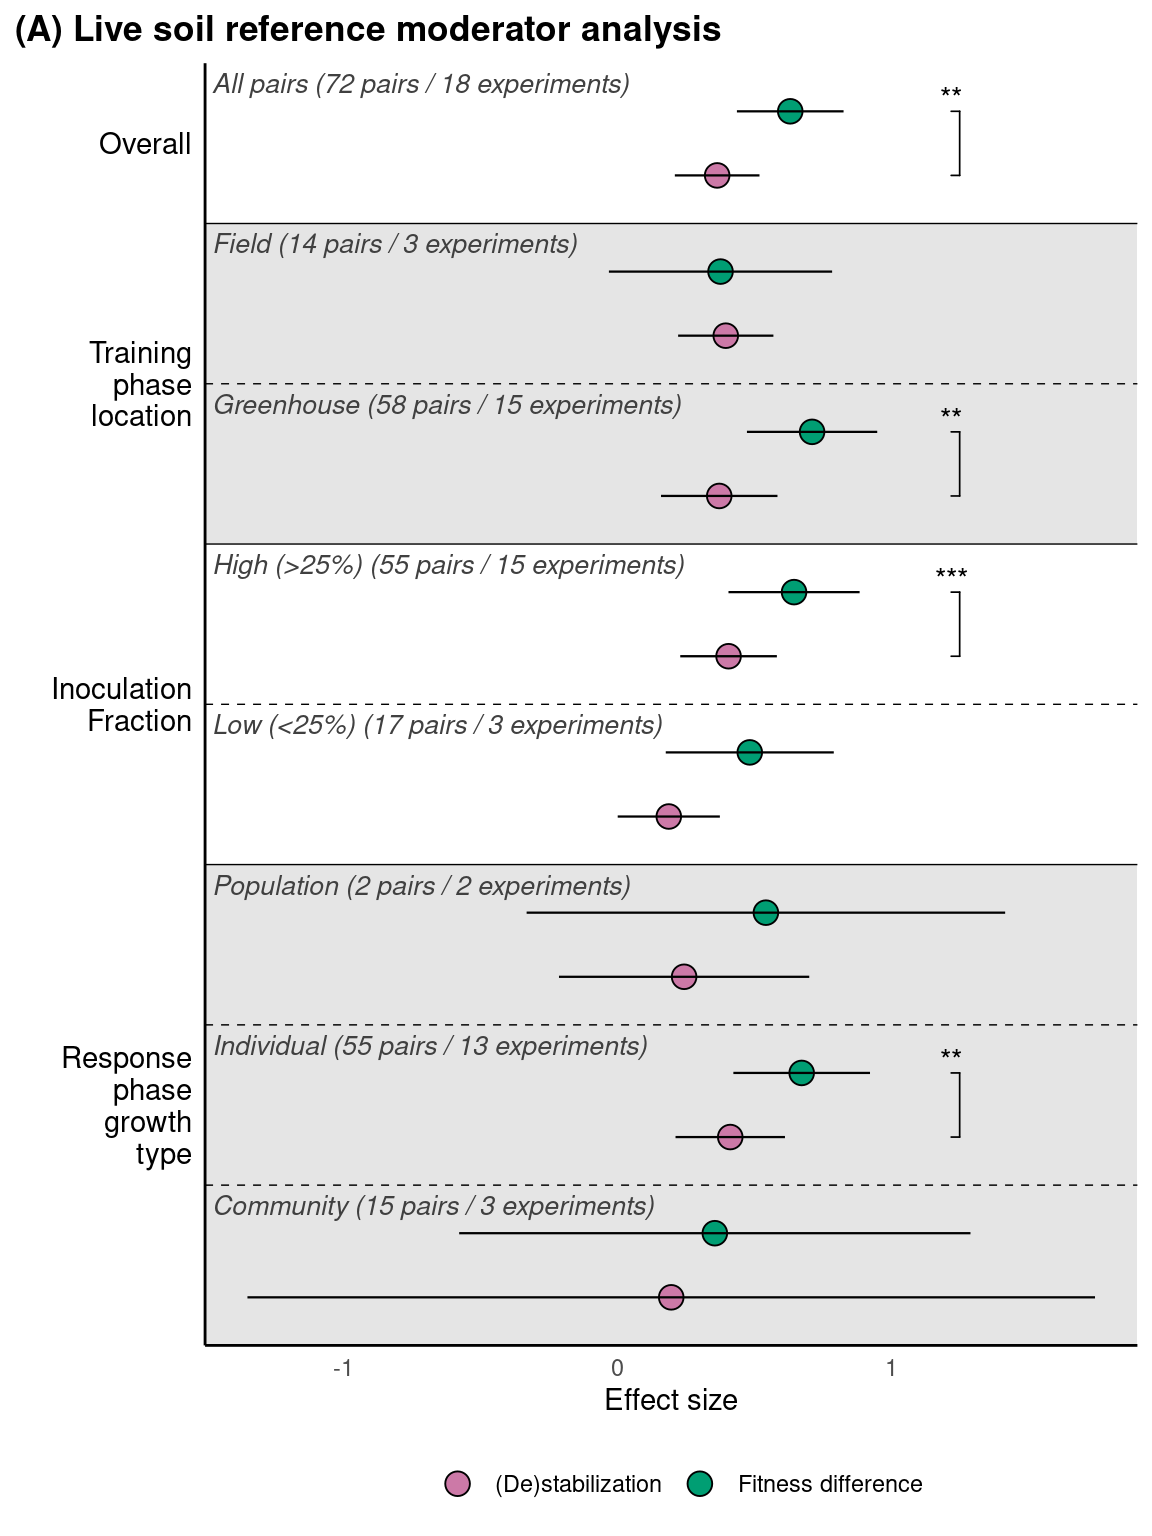 (A) Live soil reference moderator analysis
All pairs (72 pairs / 18 experiments)
**
Overall
Field (14 pairs / 3 experiments)
Training
phase
location
Greenhouse (58 pairs / 15 experiments)
**
High (>25%) (55 pairs / 15 experiments)
***
Inoculation
Fraction
Low (<25%) (17 pairs / 3 experiments)
Population (2 pairs / 2 experiments)
Individual (55 pairs / 13 experiments)
**
Response
phase
growth
type
Community (15 pairs / 3 experiments)
-1 0 1
Effect size
(De)stabilization Fitness difference